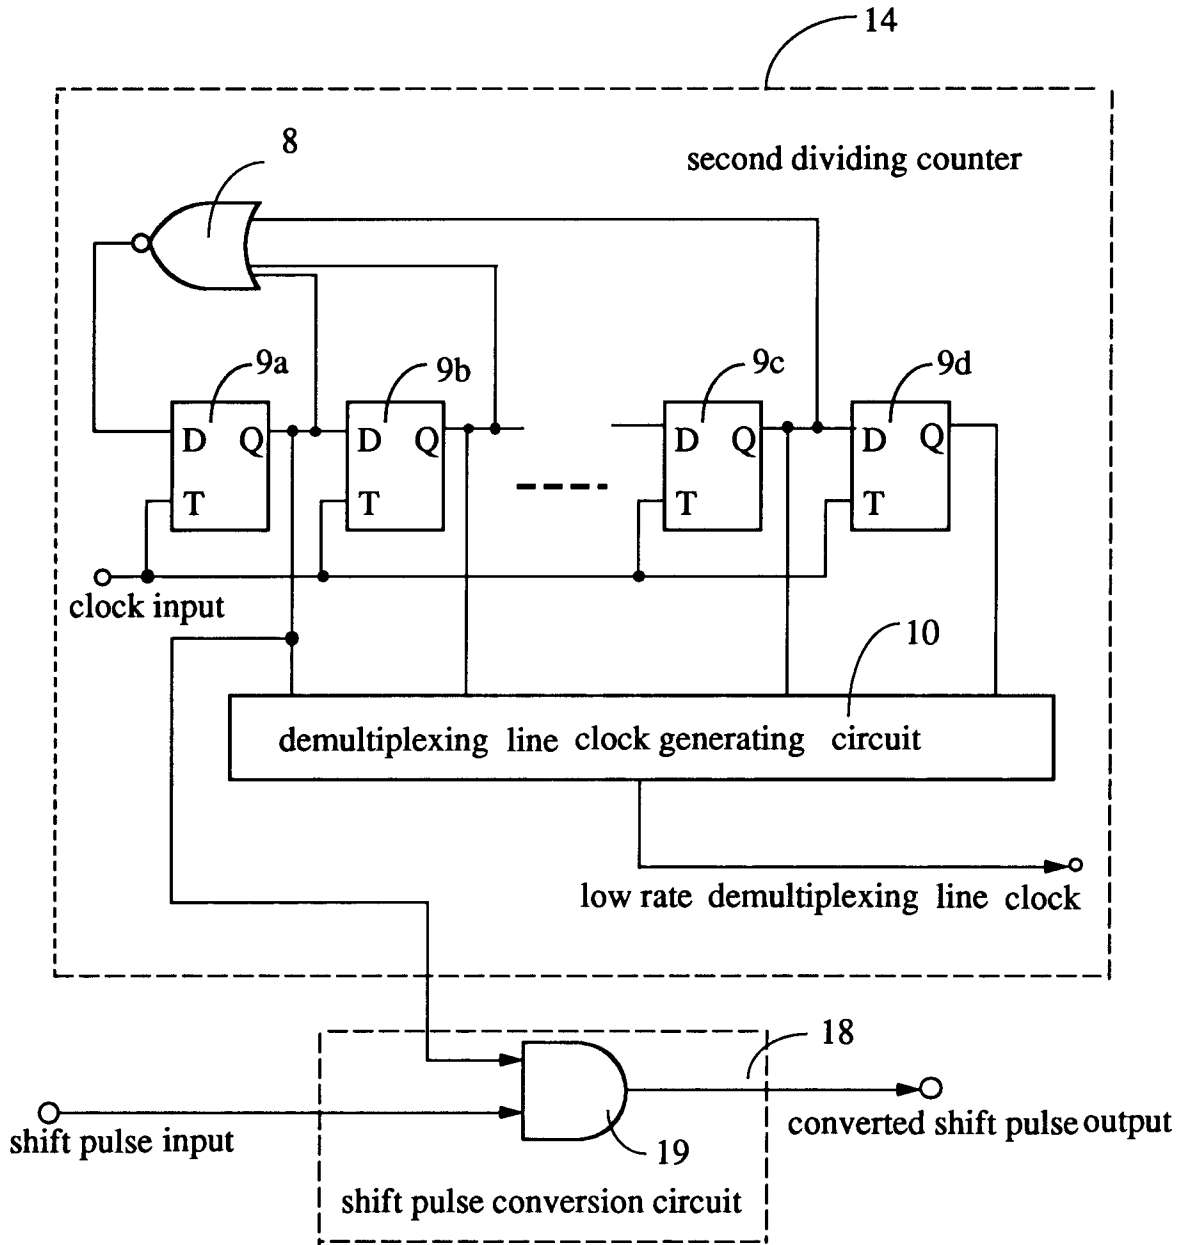 14
8
second dividing counter
9a
9b
9c
9d
D Q
D Q
D Q
D Q
T
T
T
T
clock input
10
demultiplexing line clock generating circuit
low rate demultiplexing line clock
18
shift pulse input
converted shift pulse output
19
shift pulse conversion circuit